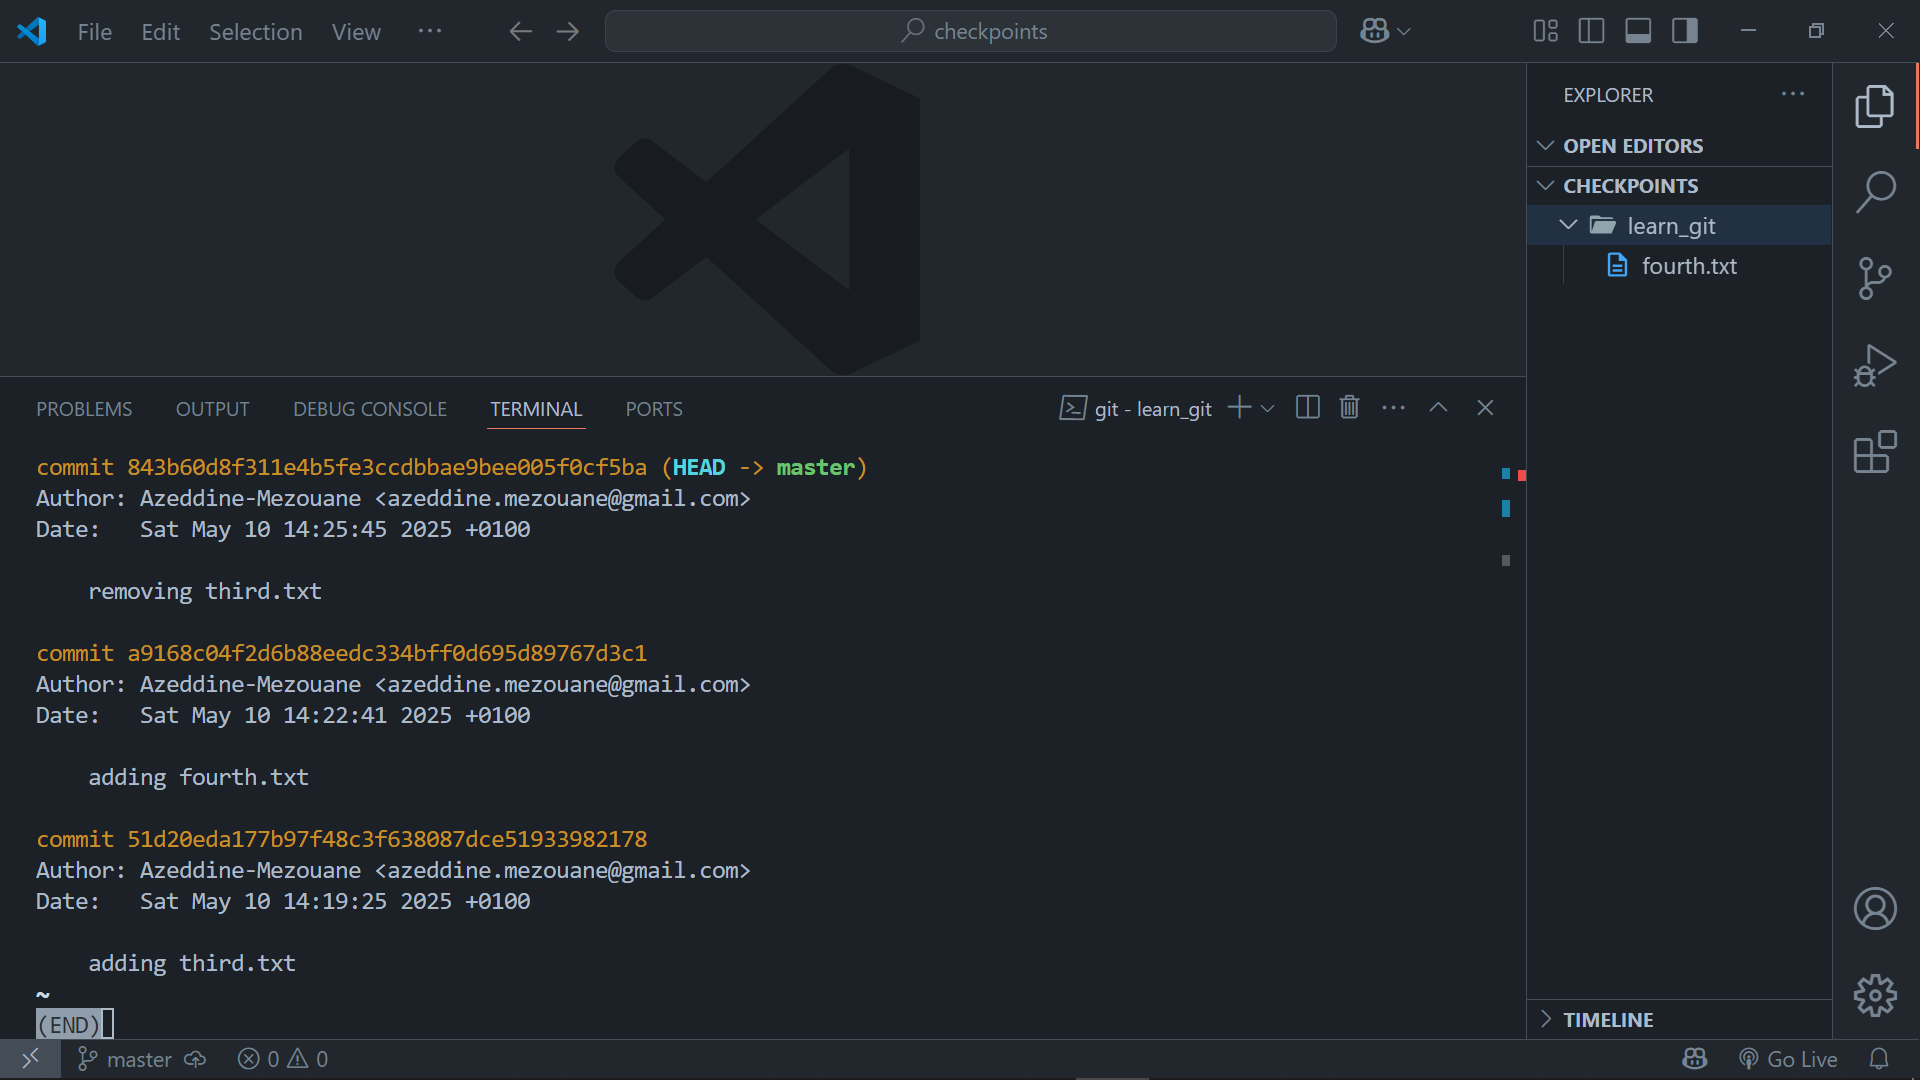 File Edit Selection View ··· checkpoints
EXPLORER ···
OPEN EDITORS
CHECKPOINTS
learn_git
fourth.txt
PROBLEMS OUTPUT DEBUG CONSOLE TERMINAL PORTS git - learn_git ···
commit 843b60d8f311e4b5fe3ccdbbae9bee005f0cf5ba (HEAD -> master)
Author: Azeddine-Mezouane <azeddine.mezouane@gmail.com>
Date:   Sat May 10 14:25:45 2025 +0100
removing third.txt
commit a9168c04f2d6b88eedc334bff0d695d89767d3c1
Author: Azeddine-Mezouane <azeddine.mezouane@gmail.com>
Date:   Sat May 10 14:22:41 2025 +0100
adding fourth.txt
commit 51d20eda177b97f48c3f638087dce51933982178
Author: Azeddine-Mezouane <azeddine.mezouane@gmail.com>
Date:   Sat May 10 14:19:25 2025 +0100
adding third.txt
~
(END)
TIMELINE
master 0 0 Go Live